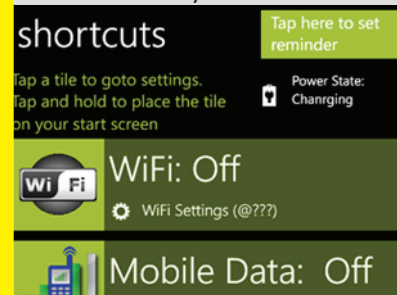 shortcuts
Tap here to set
reminder
Tap a tile to goto settings.
Tap and hold to place the tile
on your start screen
Power State:
Chanrging
Wi Fi
WiFi: Off
WiFi Settings (@???)
Mobile Data: Off